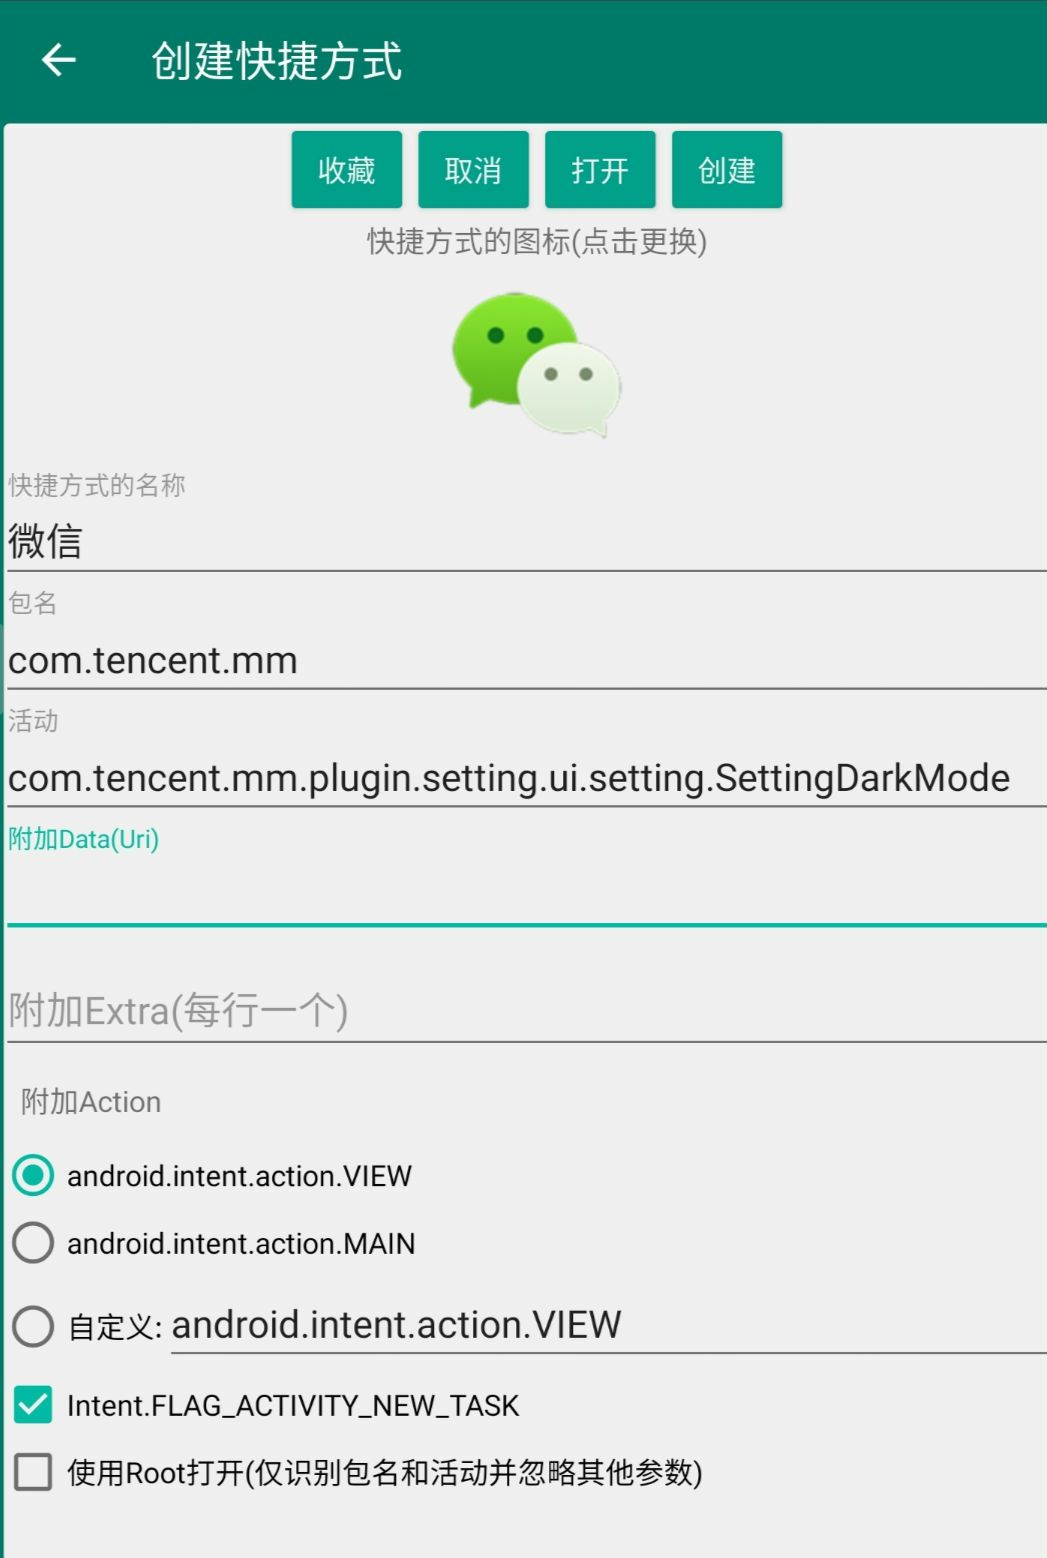 创建快捷方式
收藏 取消 打开 创建
快捷方式的图标(点击更换)
快捷方式的名称
微信
包名
com.tencent.mm
活动
com.tencent.mm.plugin.setting.ui.setting.SettingDarkMode
附加Data(Uri)
附加Extra(每行一个)
附加Action
android.intent.action.VIEW
android.intent.action.MAIN
自定义: android.intent.action.VIEW
Intent.FLAG_ACTIVITY_NEW_TASK
使用Root打开(仅识别包名和活动并忽略其他参数)